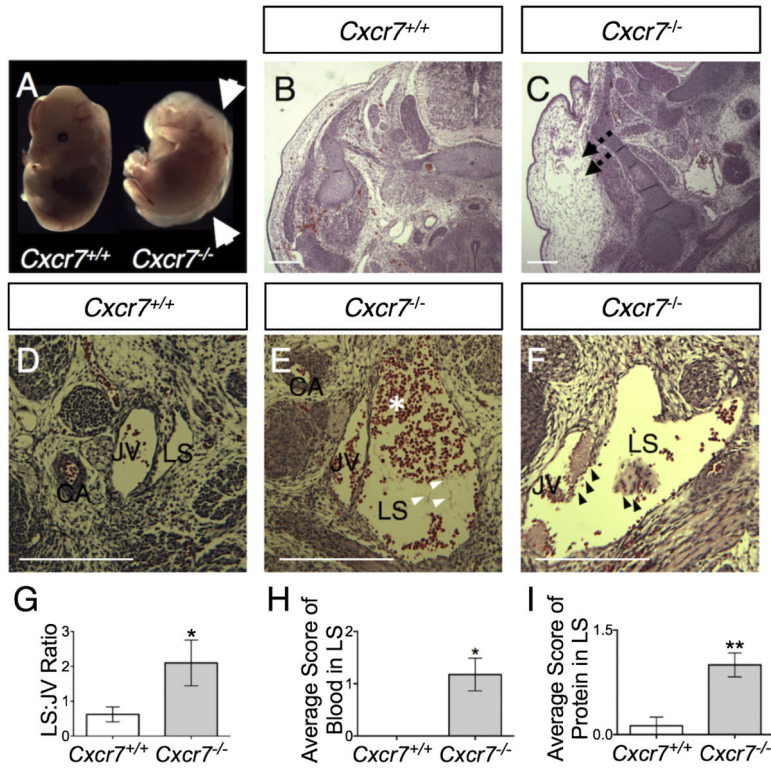 Cxcr7+/+
Cxcr7-/-
A
Cxcr7+/+
Cxcr7-/-
B
C
Cxcr7+/+
Cxcr7-/-
Cxcr7-/-
D
JV
LS
CA
E
CA
*
JV
LS
F
LS
JV
G
LS:JV Ratio
3
2
1
0
*
Cxcr7+/+
Cxcr7-/-
H
Average Score of
Blood in LS
2
1
0
*
Cxcr7+/+
Cxcr7-/-
I
Average Score of
Protein in LS
1.5
0.0
**
Cxcr7+/+
Cxcr7-/-